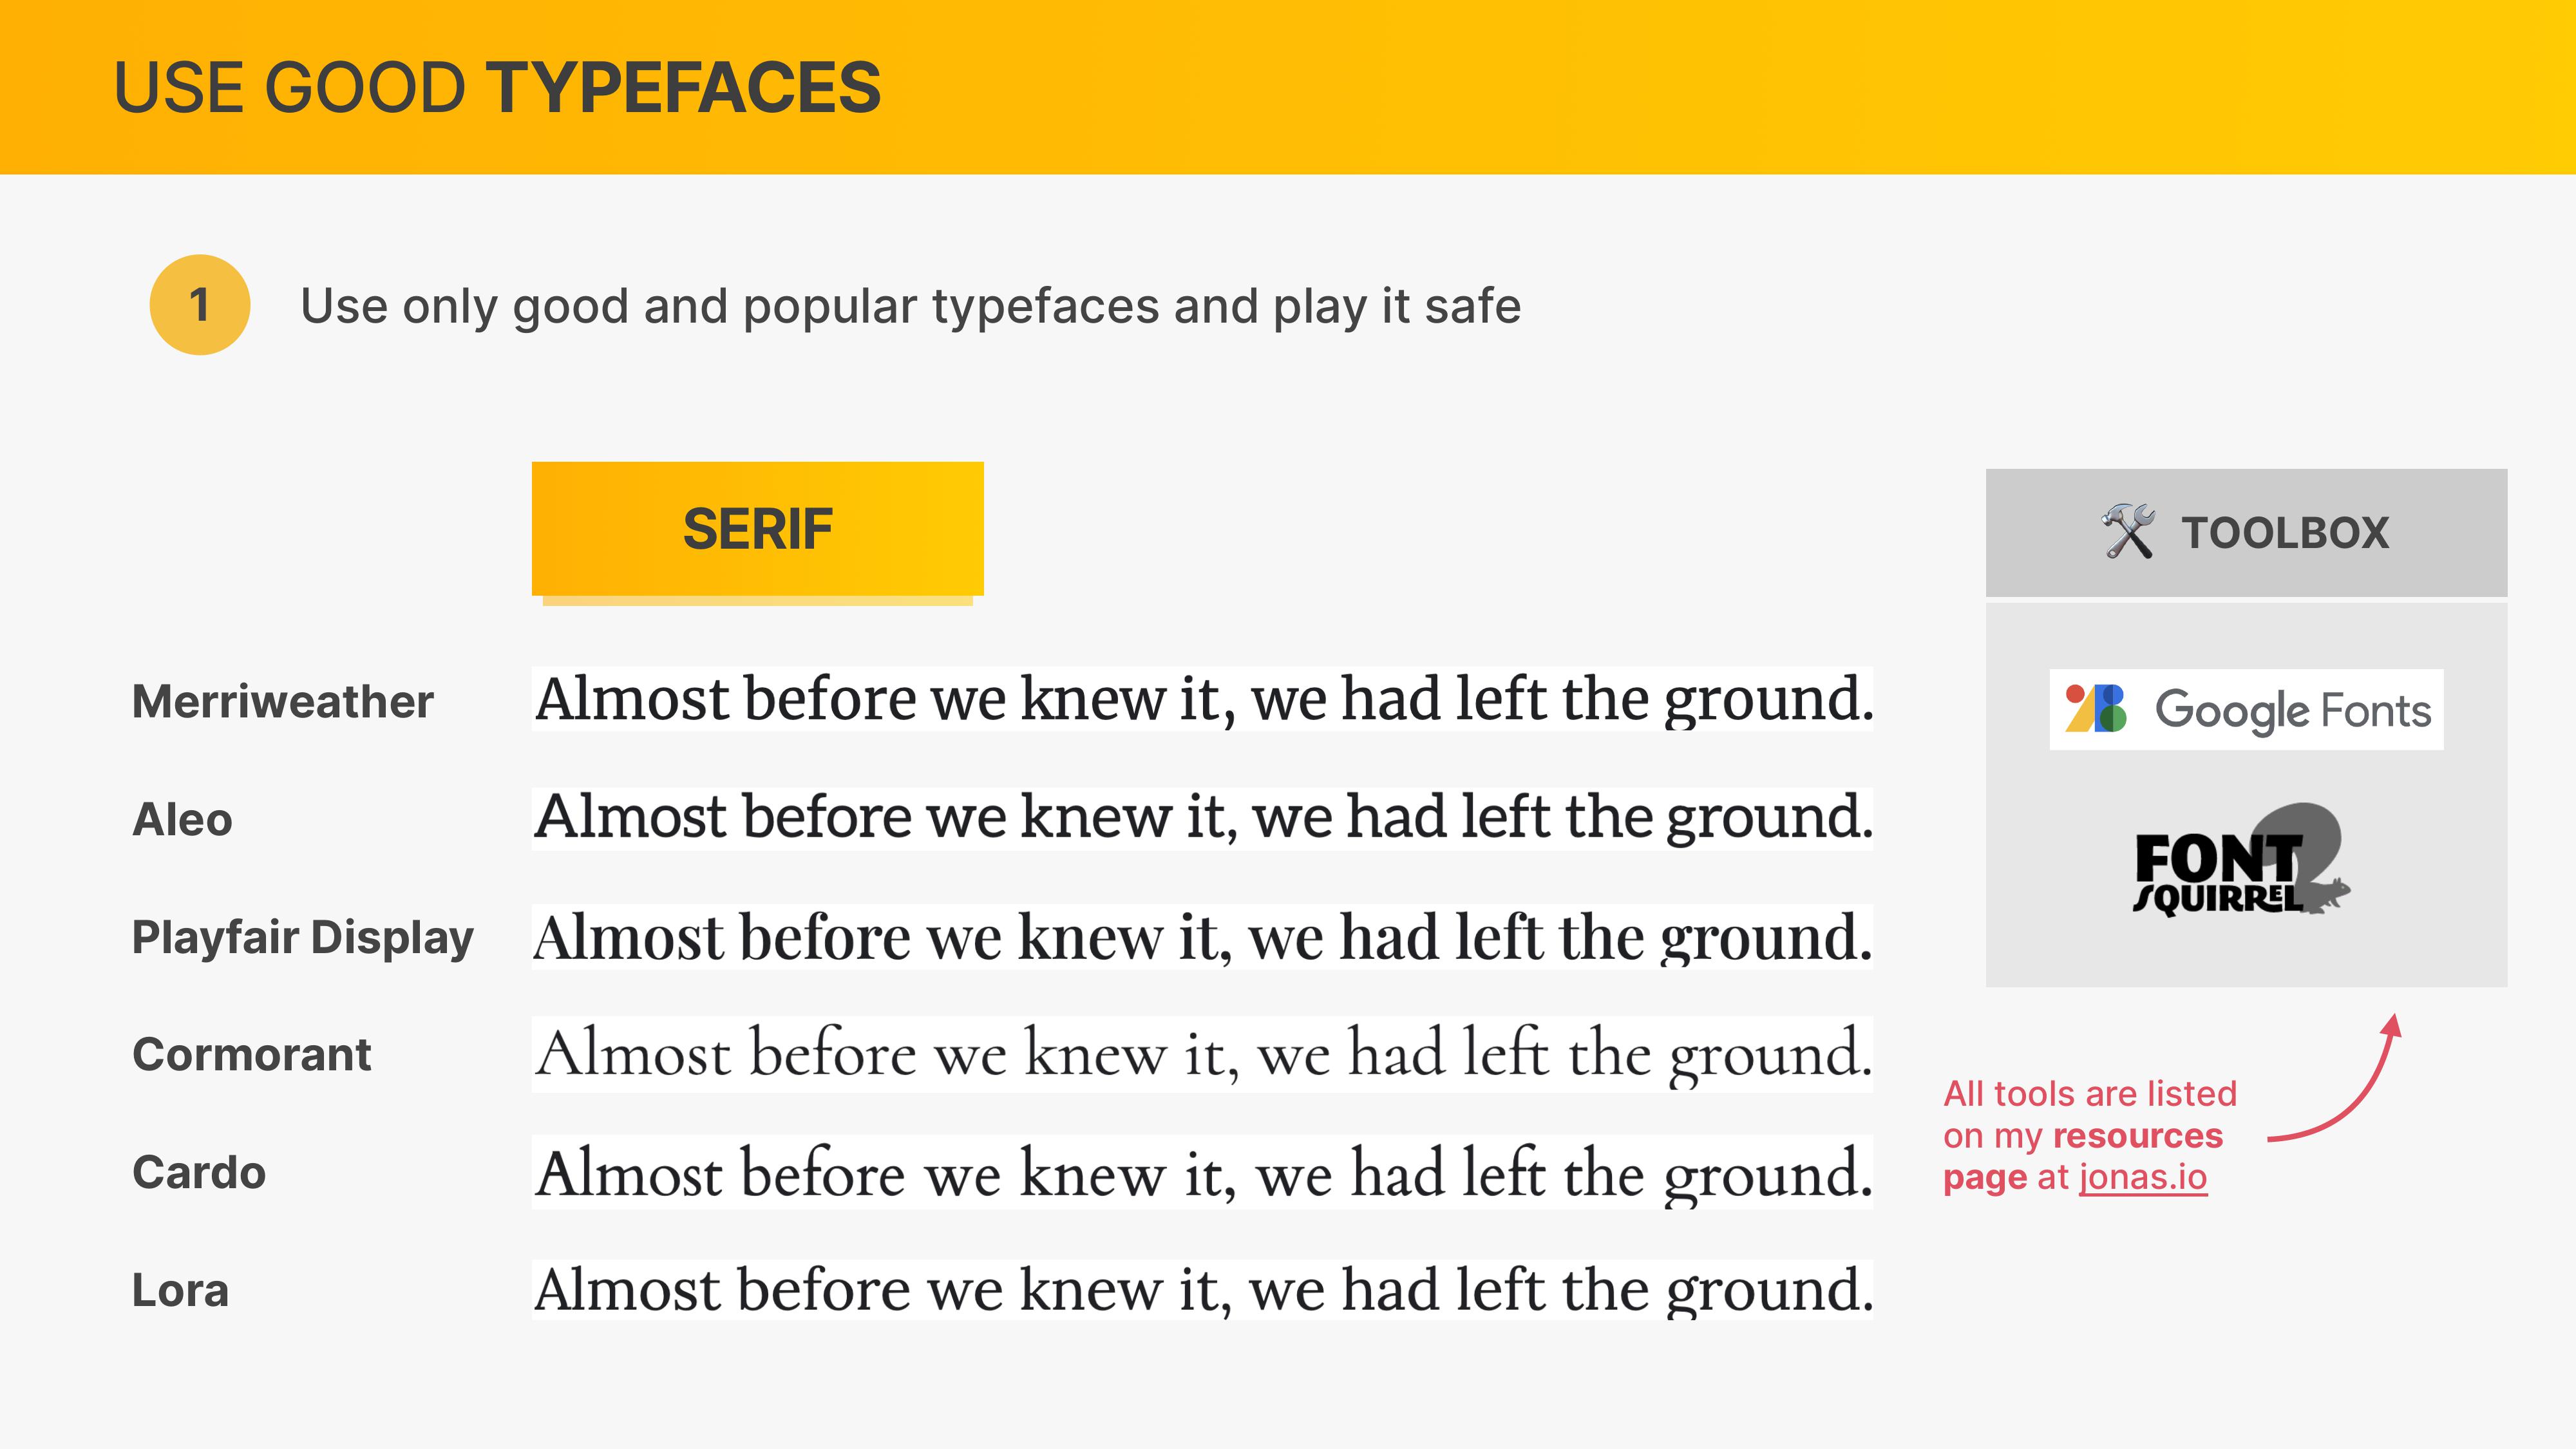 USE GOOD TYPEFACES
1
Use only good and popular typefaces and play it safe
SERIF
Merriweather
Almost before we knew it, we had left the ground.
Aleo
Almost before we knew it, we had left the ground.
Playfair Display
Almost before we knew it, we had left the ground.
Cormorant
Almost before we knew it, we had left the ground.
Cardo
Almost before we knew it, we had left the ground.
Lora
Almost before we knew it, we had left the ground.
TOOLBOX
Google Fonts
FONT
SQUIRREL
All tools are listed
on my resources
page at jonas.io